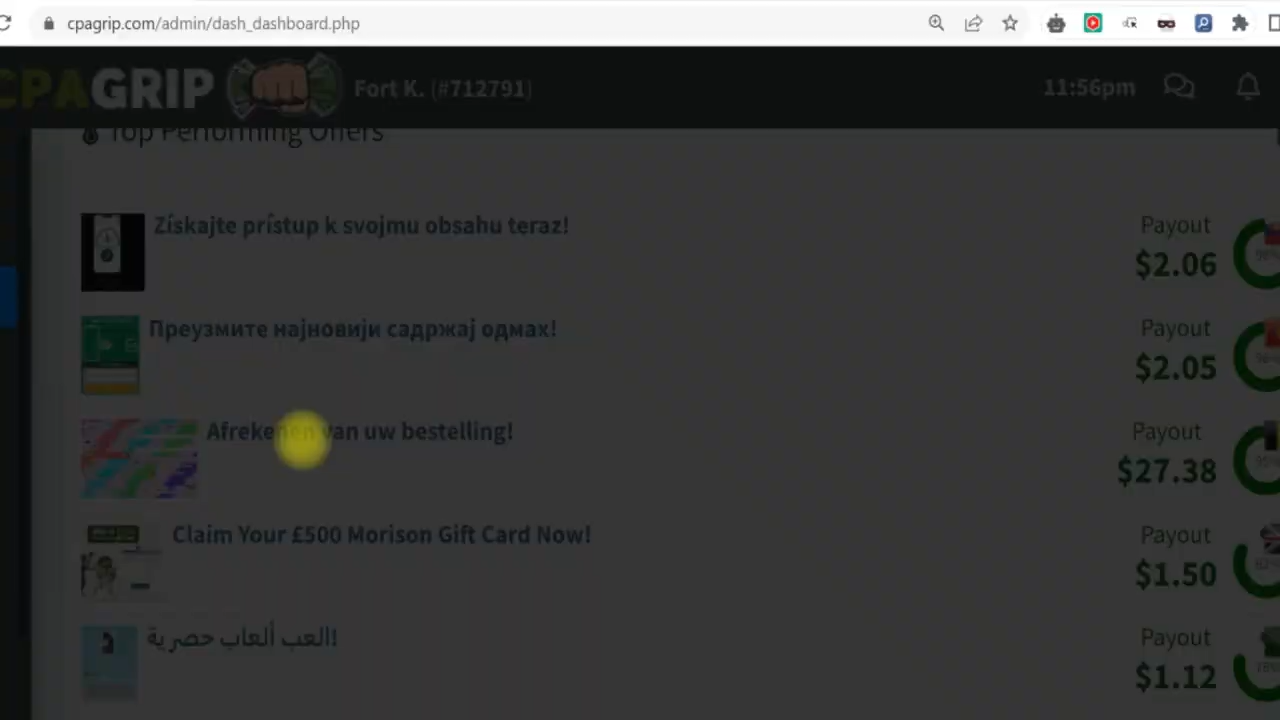 cpagrip.com/admin/dash_dashboard.php
CPAGRIP
Fort K. (#712791)
11:56pm
Top Performing Offers
Získajte prístup k svojmu obsahu teraz!
Payout
$2.06
Преузмите најновији садржај одмах!
Payout
$2.05
Afrekenen van uw bestelling!
Payout
$27.38
Claim Your £500 Morison Gift Card Now!
Payout
$1.50
العب ألعاب حصرية!
Payout
$1.12